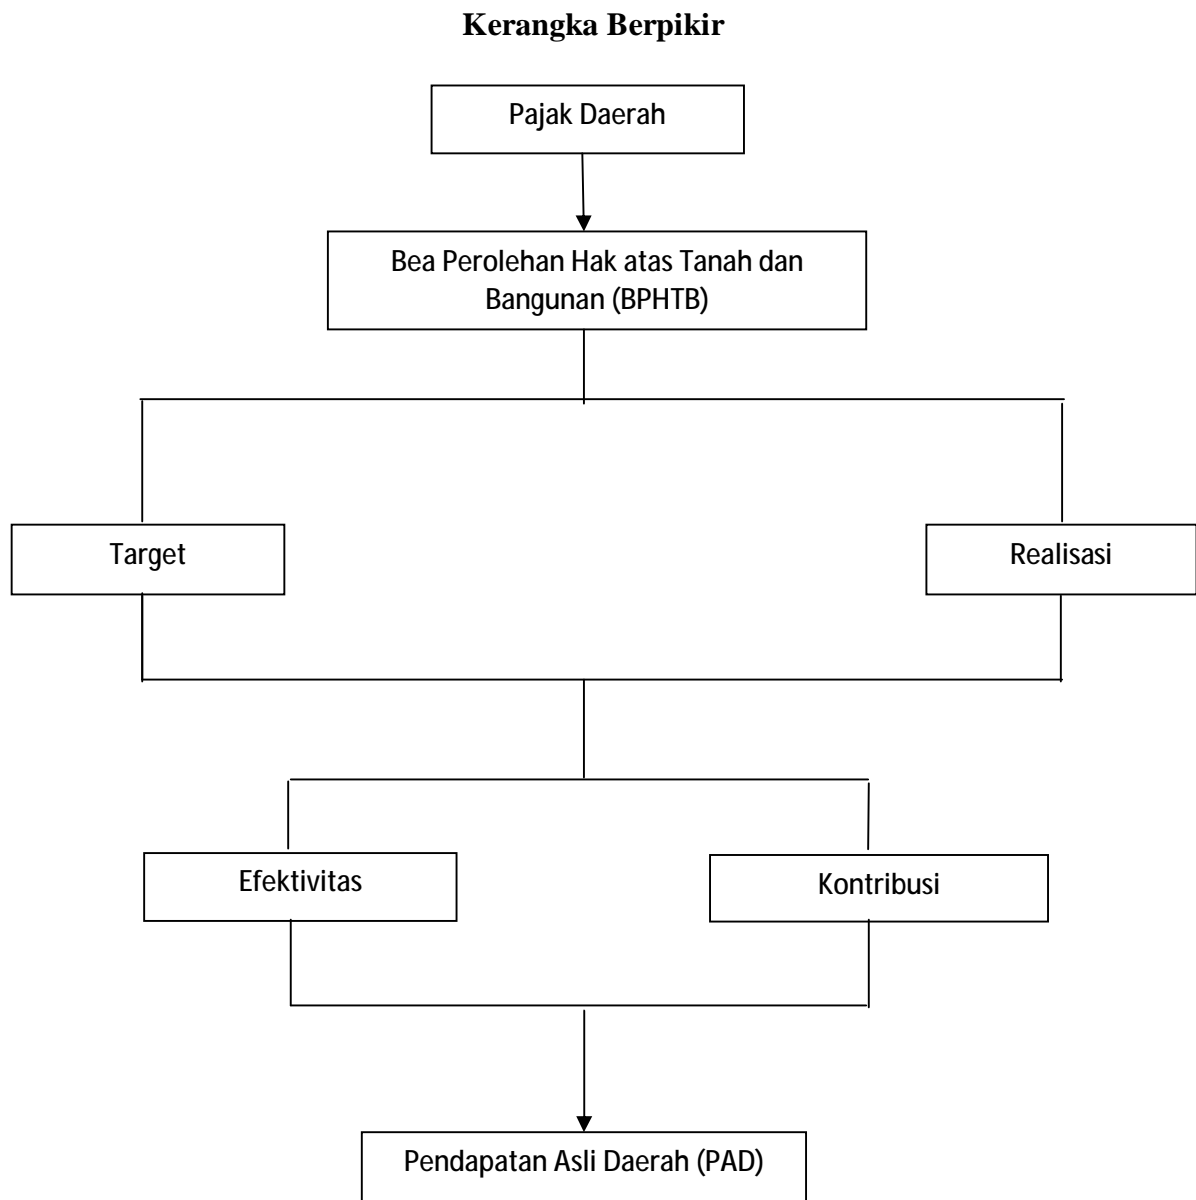 Kerangka Berpikir
Pajak Daerah
Bea Perolehan Hak atas Tanah dan
Bangunan (BPHTB)
Target
Realisasi
Efektivitas
Kontribusi
Pendapatan Asli Daerah (PAD)